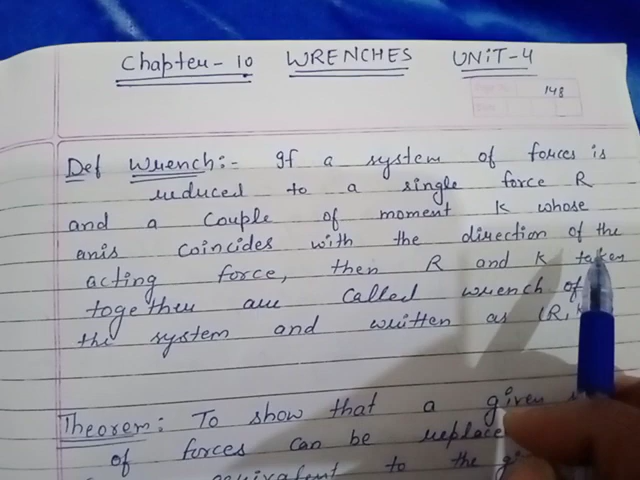 Chapter-10 WRENCHES UNIT-4
148
Def Wrench:- If a system of forces is
reduced to a single force R
and a couple of moment K whose
axis coincides with the direction of the
acting force, then R and K taken
together are called wrench of
the system and written as (R,
Theorem: To show that a given
of forces can be replace
equivalent to the gi